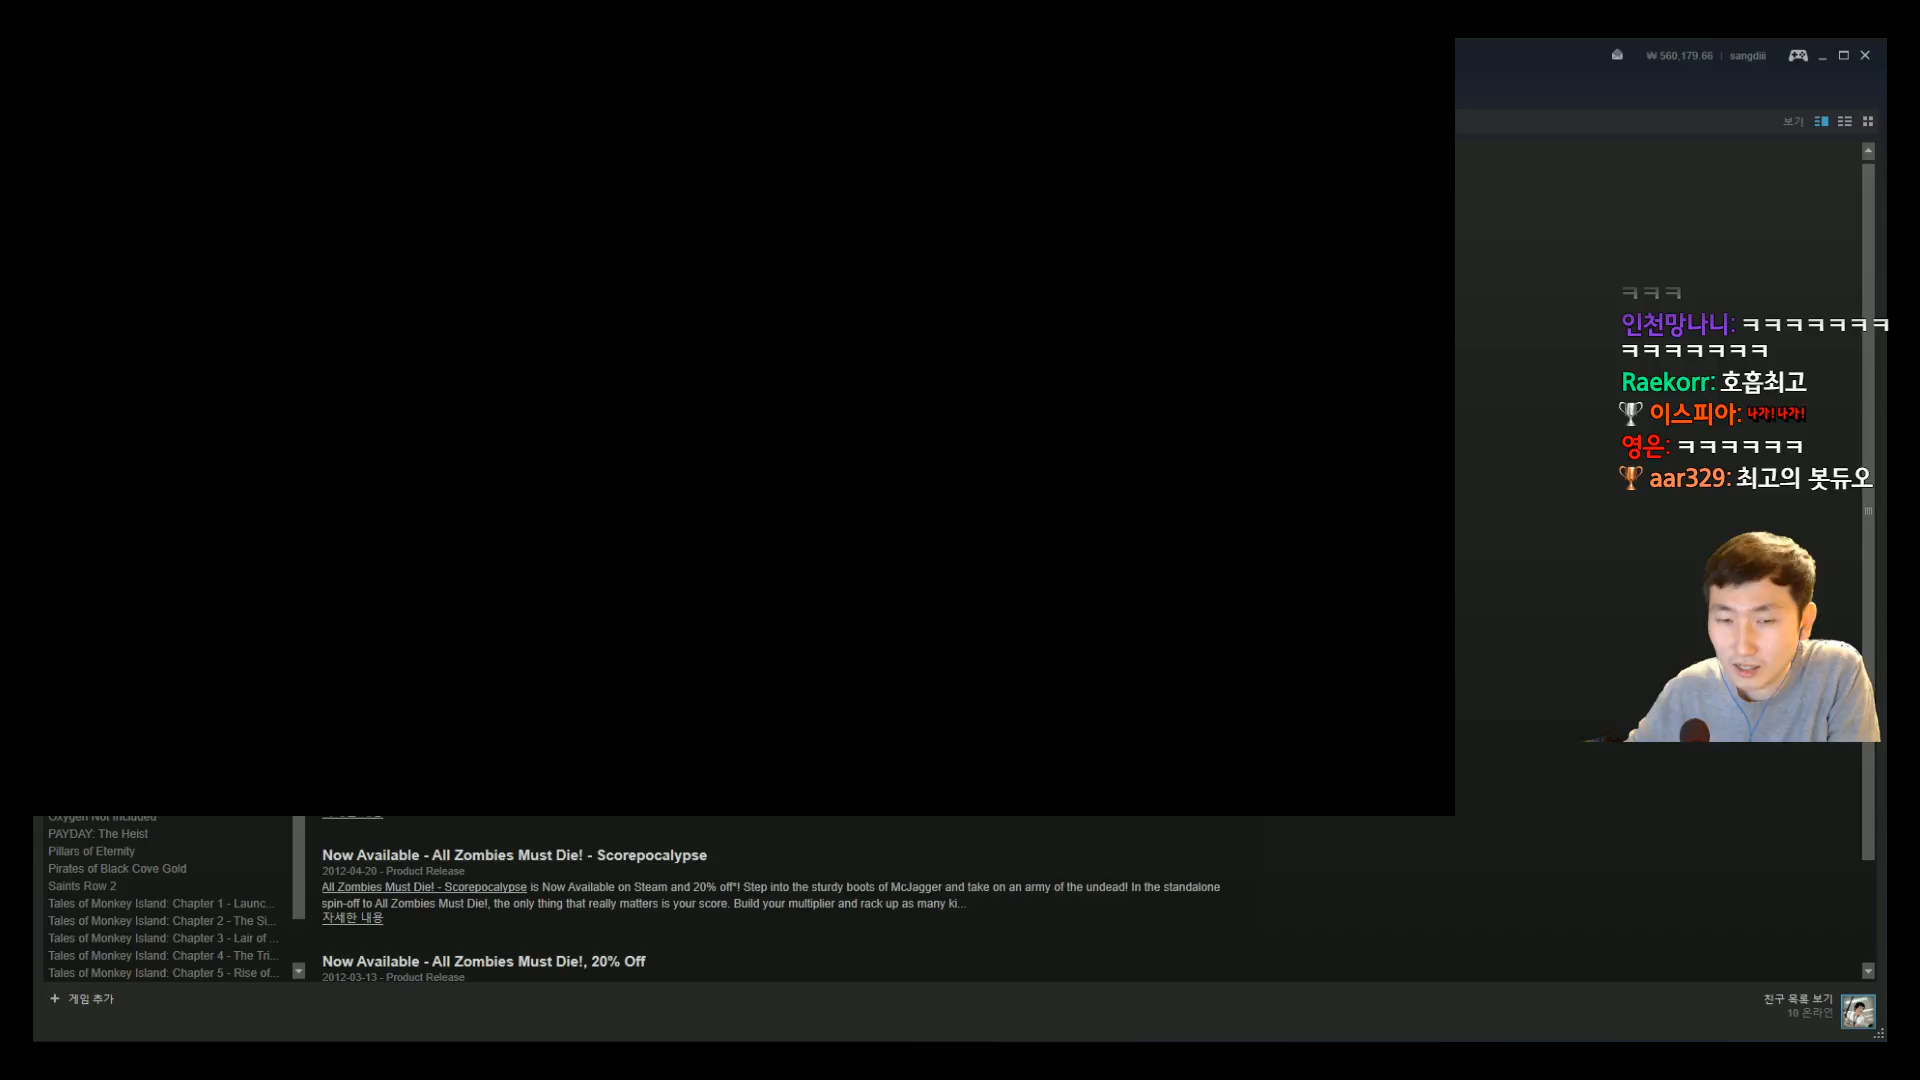 ₩ 560,179.66 | sangdiii
보기
ㅋㅋㅋ
인천망나니: ㅋㅋㅋㅋㅋㅋㅋ
ㅋㅋㅋㅋㅋㅋㅋ
Raekorr: 호흡최고
이스피아: 나가! 나가!
영은: ㅋㅋㅋㅋㅋㅋ
aar329: 최고의 봇듀오
Oxygen Not Included
PAYDAY: The Heist
Pillars of Eternity
Pirates of Black Cove Gold
Saints Row 2
Tales of Monkey Island: Chapter 1 - Launc...
Tales of Monkey Island: Chapter 2 - The Si...
Tales of Monkey Island: Chapter 3 - Lair of ...
Tales of Monkey Island: Chapter 4 - The Tri...
Tales of Monkey Island: Chapter 5 - Rise of...
Now Available - All Zombies Must Die! - Scorepocalypse
2012-04-20 - Product Release
All Zombies Must Die! - Scorepocalypse is Now Available on Steam and 20% off*! Step into the sturdy boots of McJagger and take on an army of the undead! In the standalone
spin-off to All Zombies Must Die!, the only thing that really matters is your score. Build your multiplier and rack up as many ki...
자세한 내용
Now Available - All Zombies Must Die!, 20% Off
2012-03-13 - Product Release
+ 게임 추가
친구 목록 보기
10 온라인